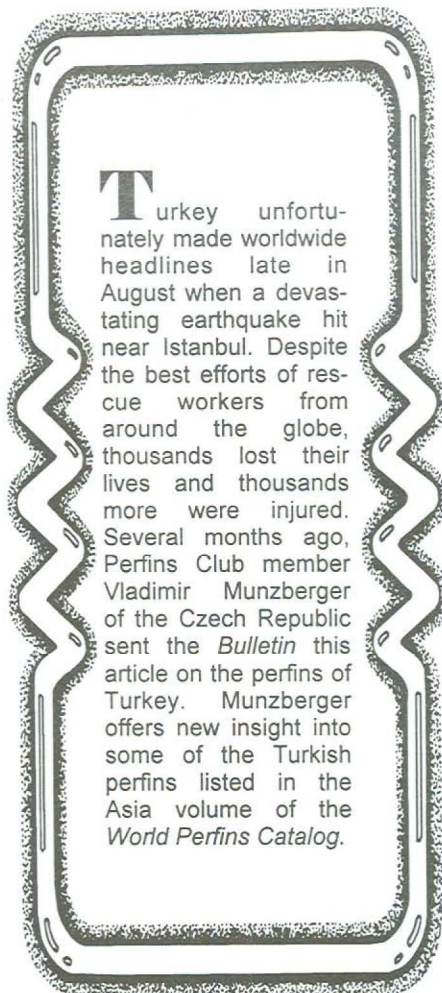 Turkey unfortu-
nately made worldwide
headlines late in
August when a devas-
tating earthquake hit
near Istanbul. Despite
the best efforts of res-
cue workers from
around the globe,
thousands lost their
lives and thousands
more were injured.
Several months ago,
Perfins Club member
Vladimir Munzberger
of the Czech Republic
sent the Bulletin this
article on the perfins of
Turkey. Munzberger
offers new insight into
some of the Turkish
perfins listed in the
Asia volume of the
World Perfins Catalog.